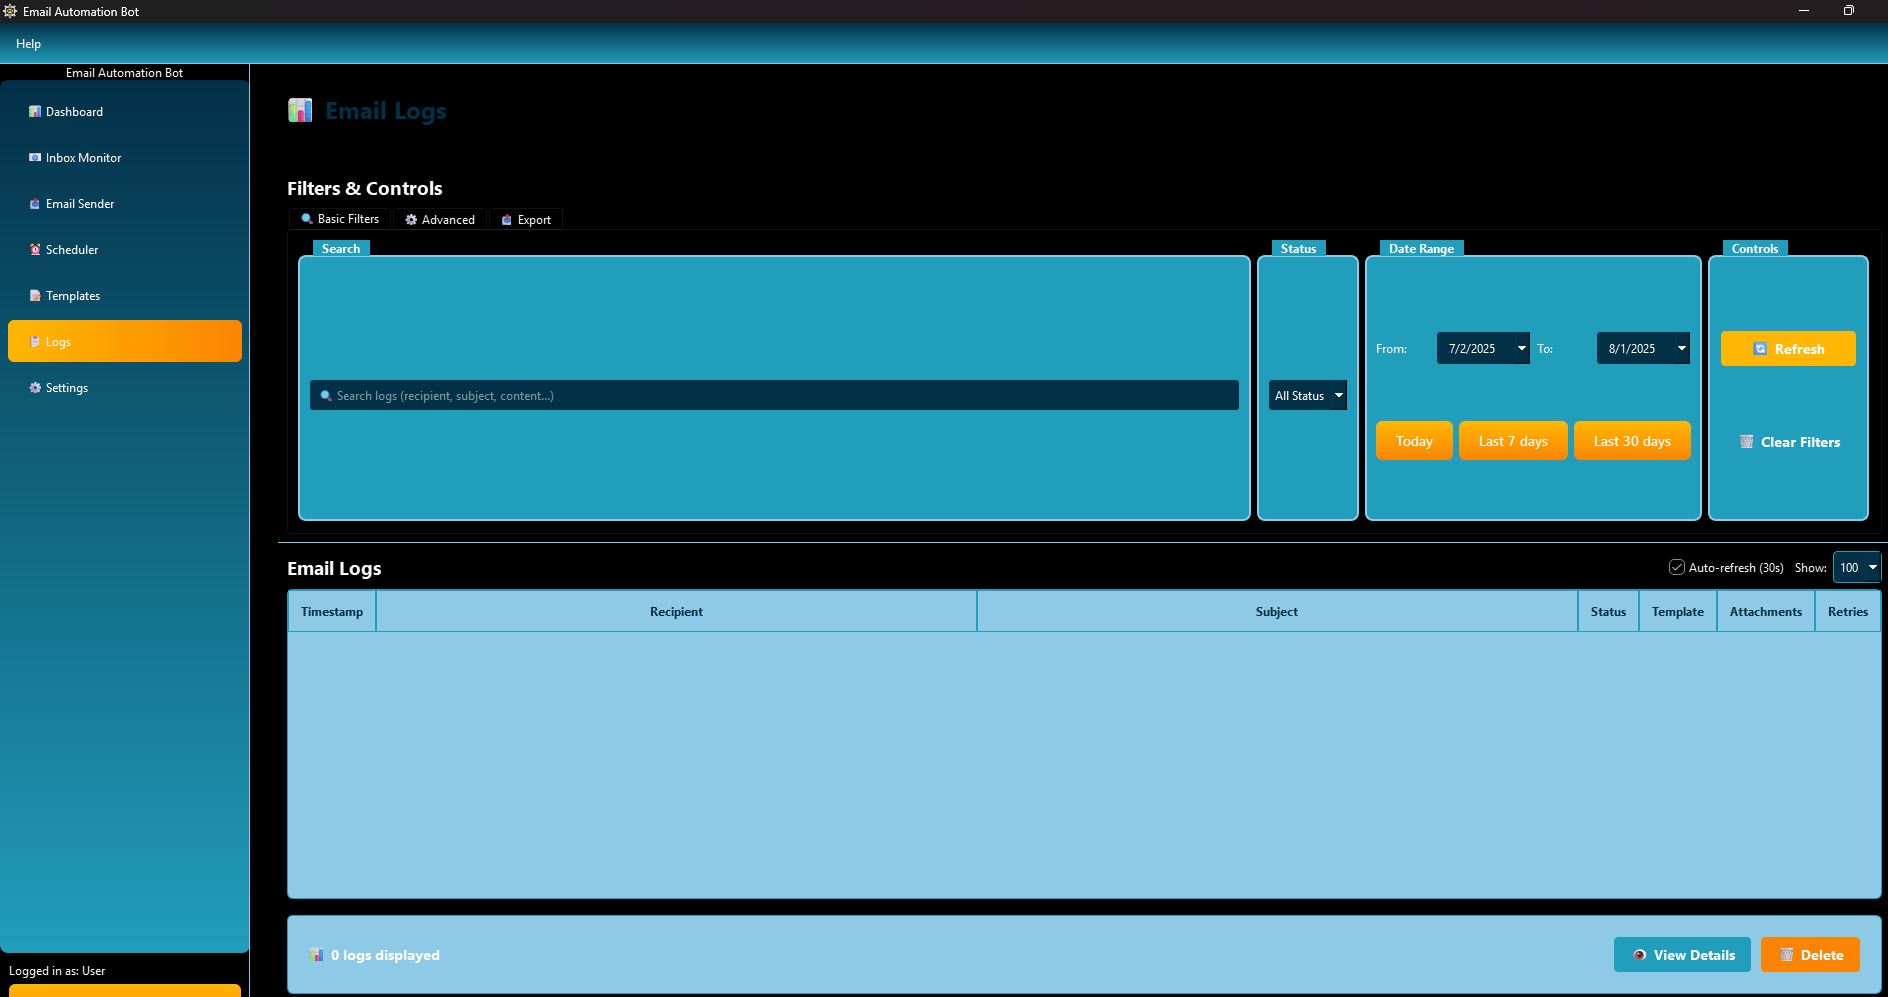 Email Automation Bot
Help
Email Automation Bot
Dashboard
Inbox Monitor
Email Sender
Scheduler
Templates
Logs
Settings
Logged in as: User
Email Logs
Filters & Controls
Basic Filters Advanced Export
Search Status Date Range Controls
From: 7/2/2025 To: 8/1/2025 Refresh
Search logs (recipient, subject, content...) All Status
Today Last 7 days Last 30 days Clear Filters
Email Logs Auto-refresh (30s) Show: 100
Timestamp Recipient Subject Status Template Attachments Retries
0 logs displayed View Details Delete